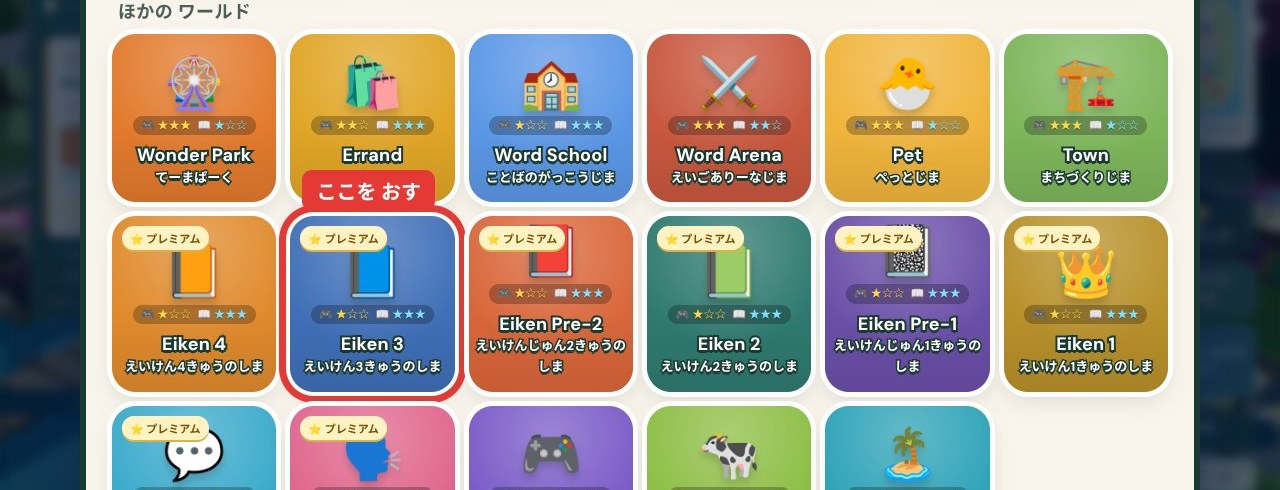 ほかの ワールド
🎮 ★★★ 📖 ★☆☆
Wonder Park
てーまぱーく
🎮 ★★☆ 📖 ★★★
Errand
🎮 ★☆☆ 📖 ★★★
Word School
ことばのがっこうじま
🎮 ★★★ 📖 ★★☆
Word Arena
えいごありーなじま
🎮 ★★★ 📖 ★☆☆
Pet
ぺっとじま
🎮 ★★★ 📖 ★☆☆
Town
まちづくりじま
ここを おす
⭐ プレミアム
🎮 ★☆☆ 📖 ★★★
Eiken 4
えいけん4きゅうのしま
⭐ プレミアム
🎮 ★☆☆ 📖 ★★★
Eiken 3
えいけん3きゅうのしま
⭐ プレミアム
🎮 ★☆☆ 📖 ★★★
Eiken Pre-2
えいけんじゅん2きゅうの
しま
⭐ プレミアム
🎮 ★☆☆ 📖 ★★★
Eiken 2
えいけん2きゅうのしま
⭐ プレミアム
🎮 ★☆☆ 📖 ★★★
Eiken Pre-1
えいけんじゅん1きゅうの
しま
⭐ プレミアム
🎮 ★☆☆ 📖 ★★★
Eiken 1
えいけん1きゅうのしま
⭐ プレミアム
⭐ プレミアム